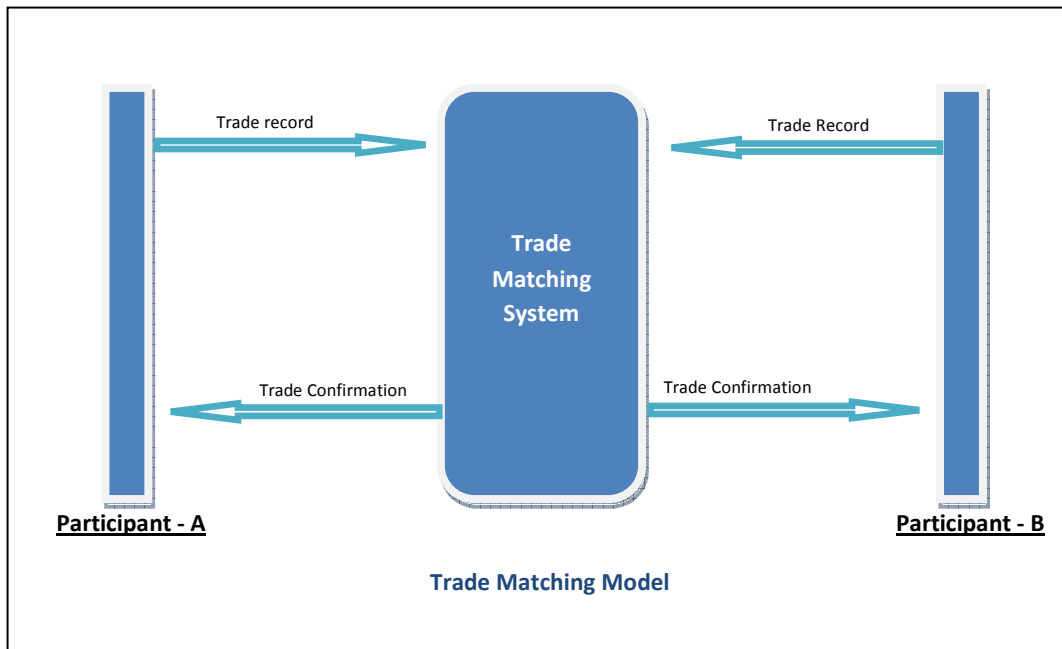 Trade record
Trade Record
Trade
Matching
System
Trade Confirmation
Trade Confirmation
Participant - A
Participant - B
Trade Matching Model